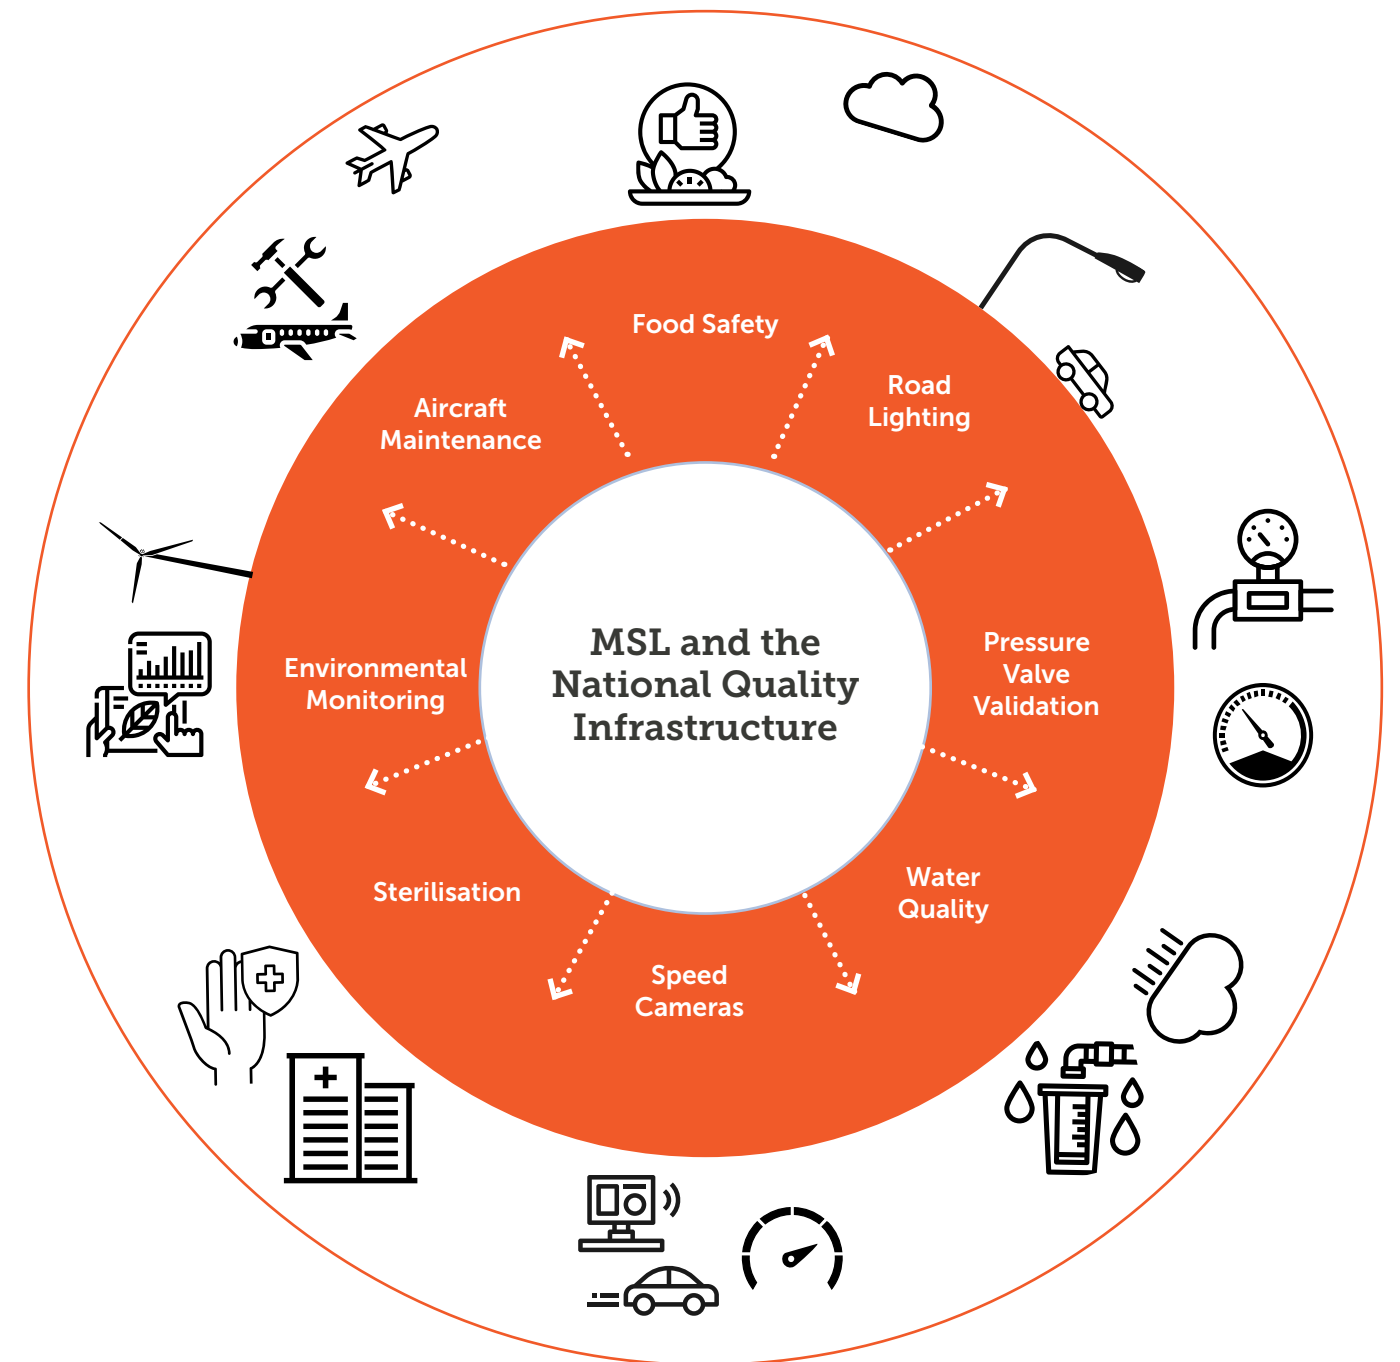 Food Safety
Road
Lighting
Aircraft
Maintenance
MSL and the
National Quality
Infrastructure
Environmental
Monitoring
Pressure
Valve
Validation
Sterilisation
Water
Quality
Speed
Cameras